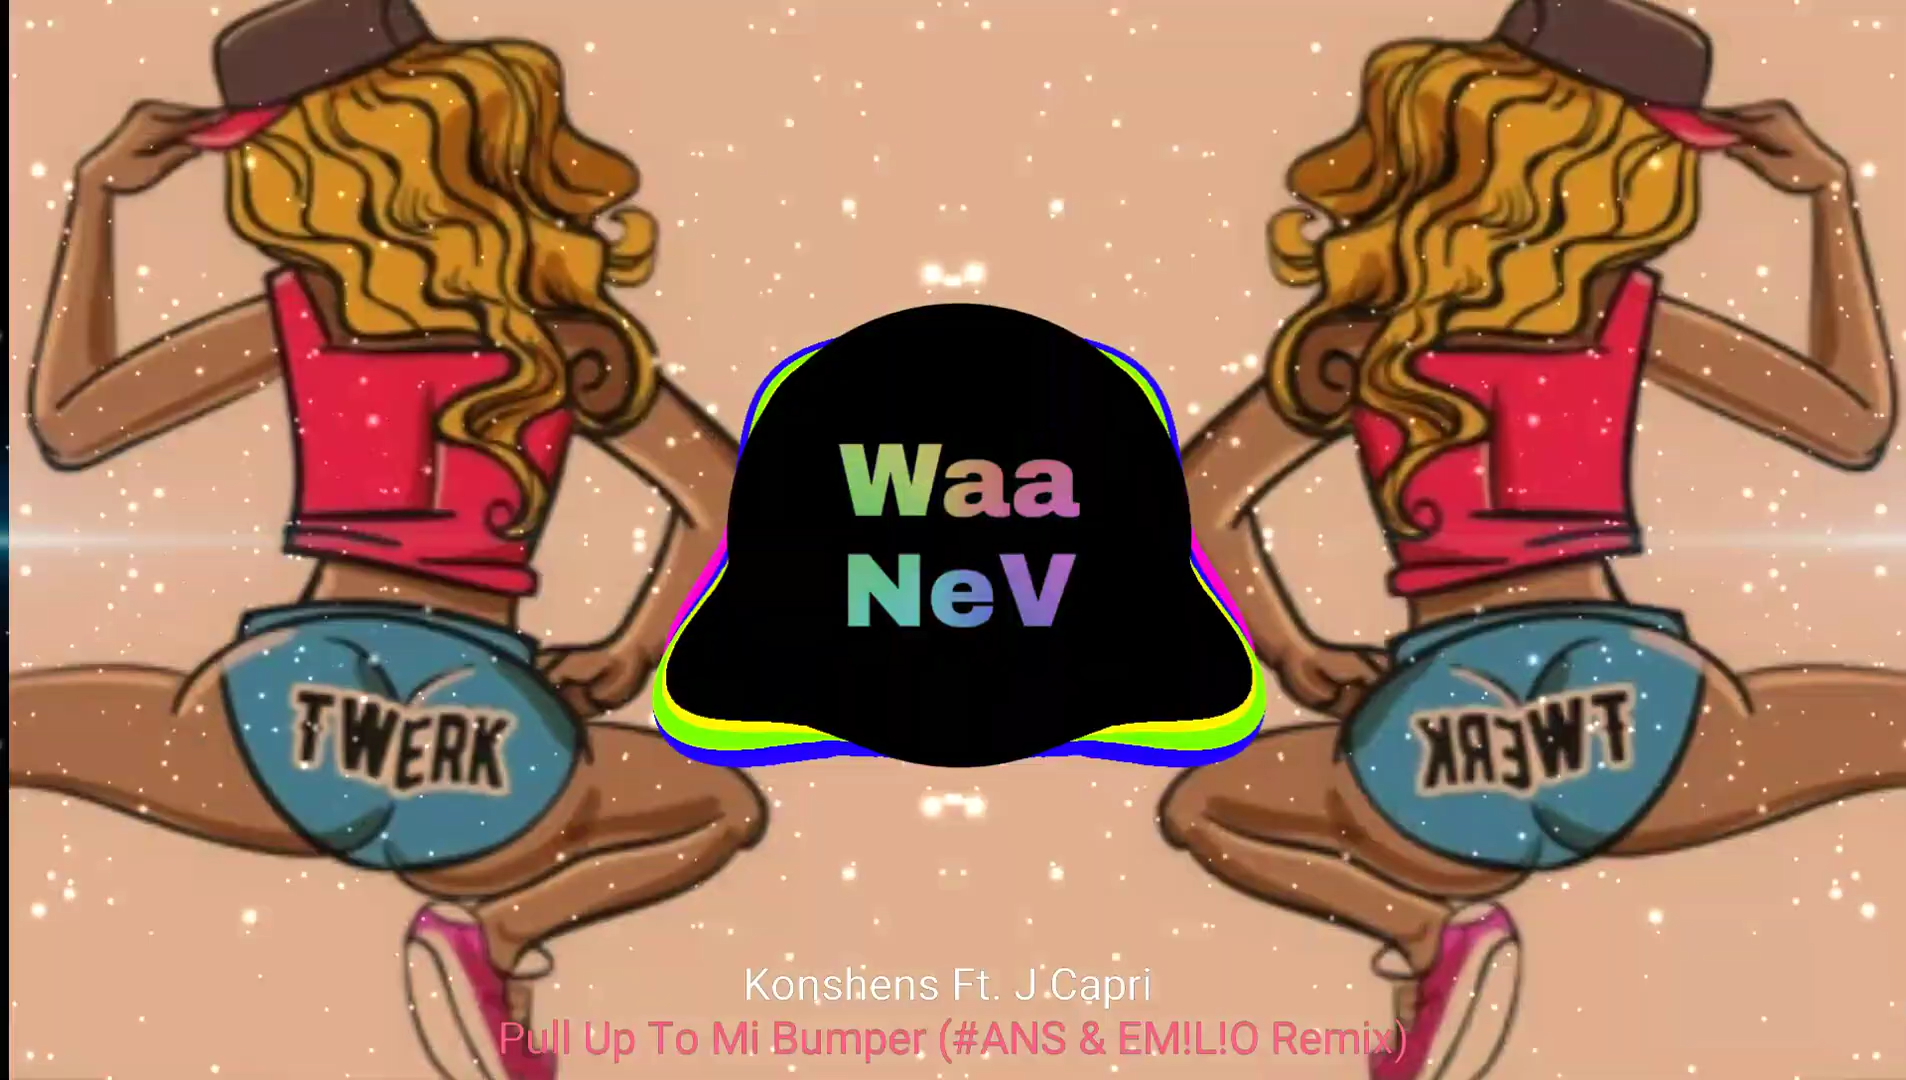 Waa
NeV
TWERK
TWERK
Konshens Ft. J Capri
Pull Up To Mi Bumper (#ANS & EM!L!O Remix)